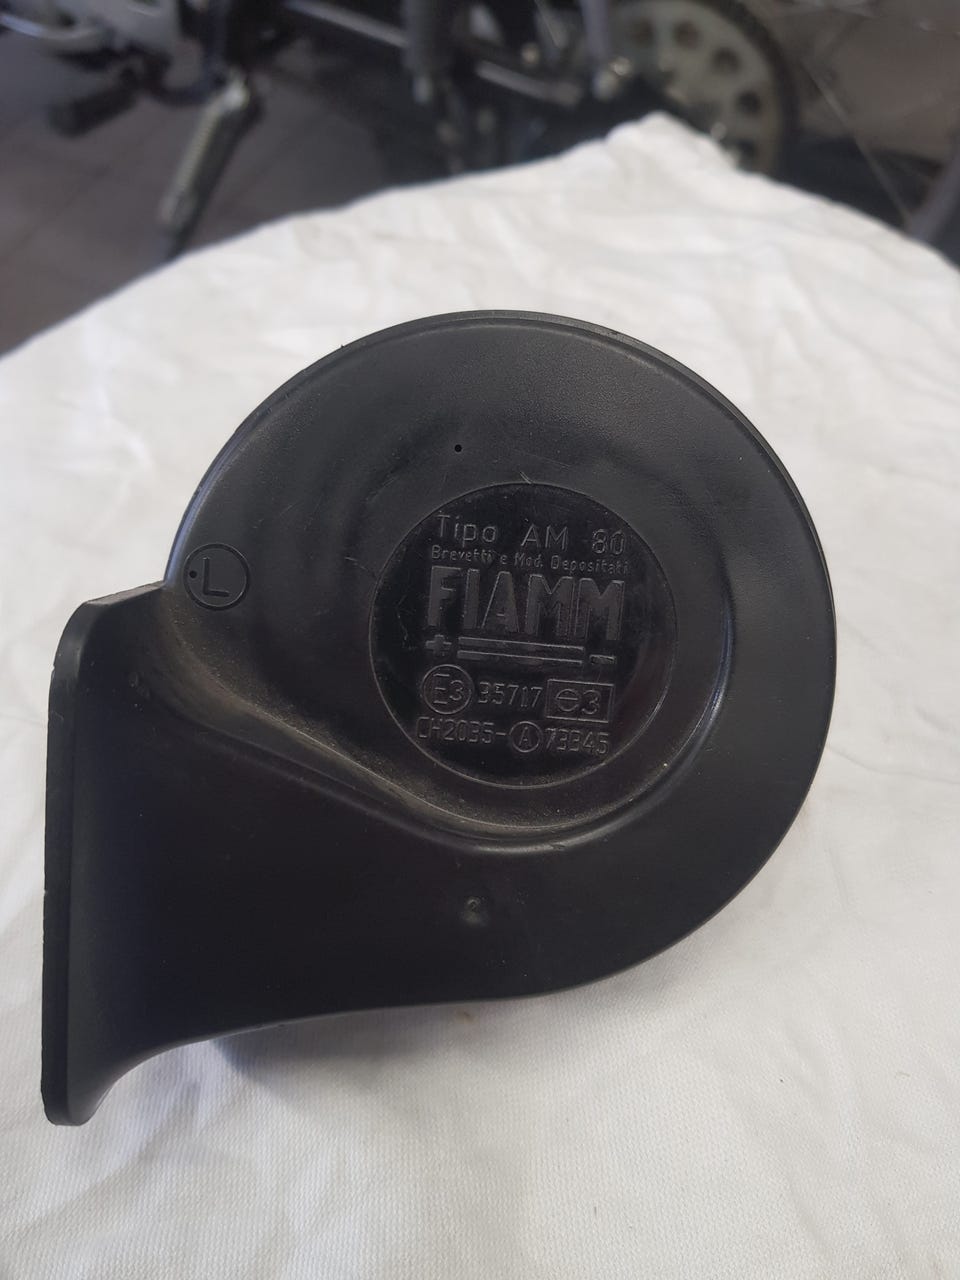 Tipo AM 80
Brevetti e Mod. Depositati
FIAMM
+ -
L
E3 35717 e3
CH2035-A 73345